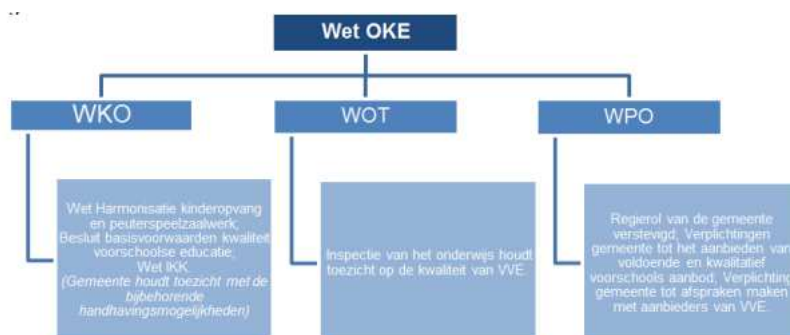 Wet OKE
WKO
WOT
WPO
Wet Harmonisatie kinderopvang
en peuterspeelzaalwerk;
Besluit basisvoorwaarden kwaliteit
voorschoolse educatie;
Wet IKK
(Gemeente houdt toezicht met de
bijbehorende
handhavingsmogelijkheden)
Inspectie van het onderwijs houdt
toezicht op de kwaliteit van VVE.
Regierol van de gemeente
verstevigd; Verplichtingen
gemeente tot het aanbieden van
voldoende en kwalitatief
voorschools aanbod; Verplichting
gemeente tot afspraken maken
met aanbieders van VVE.